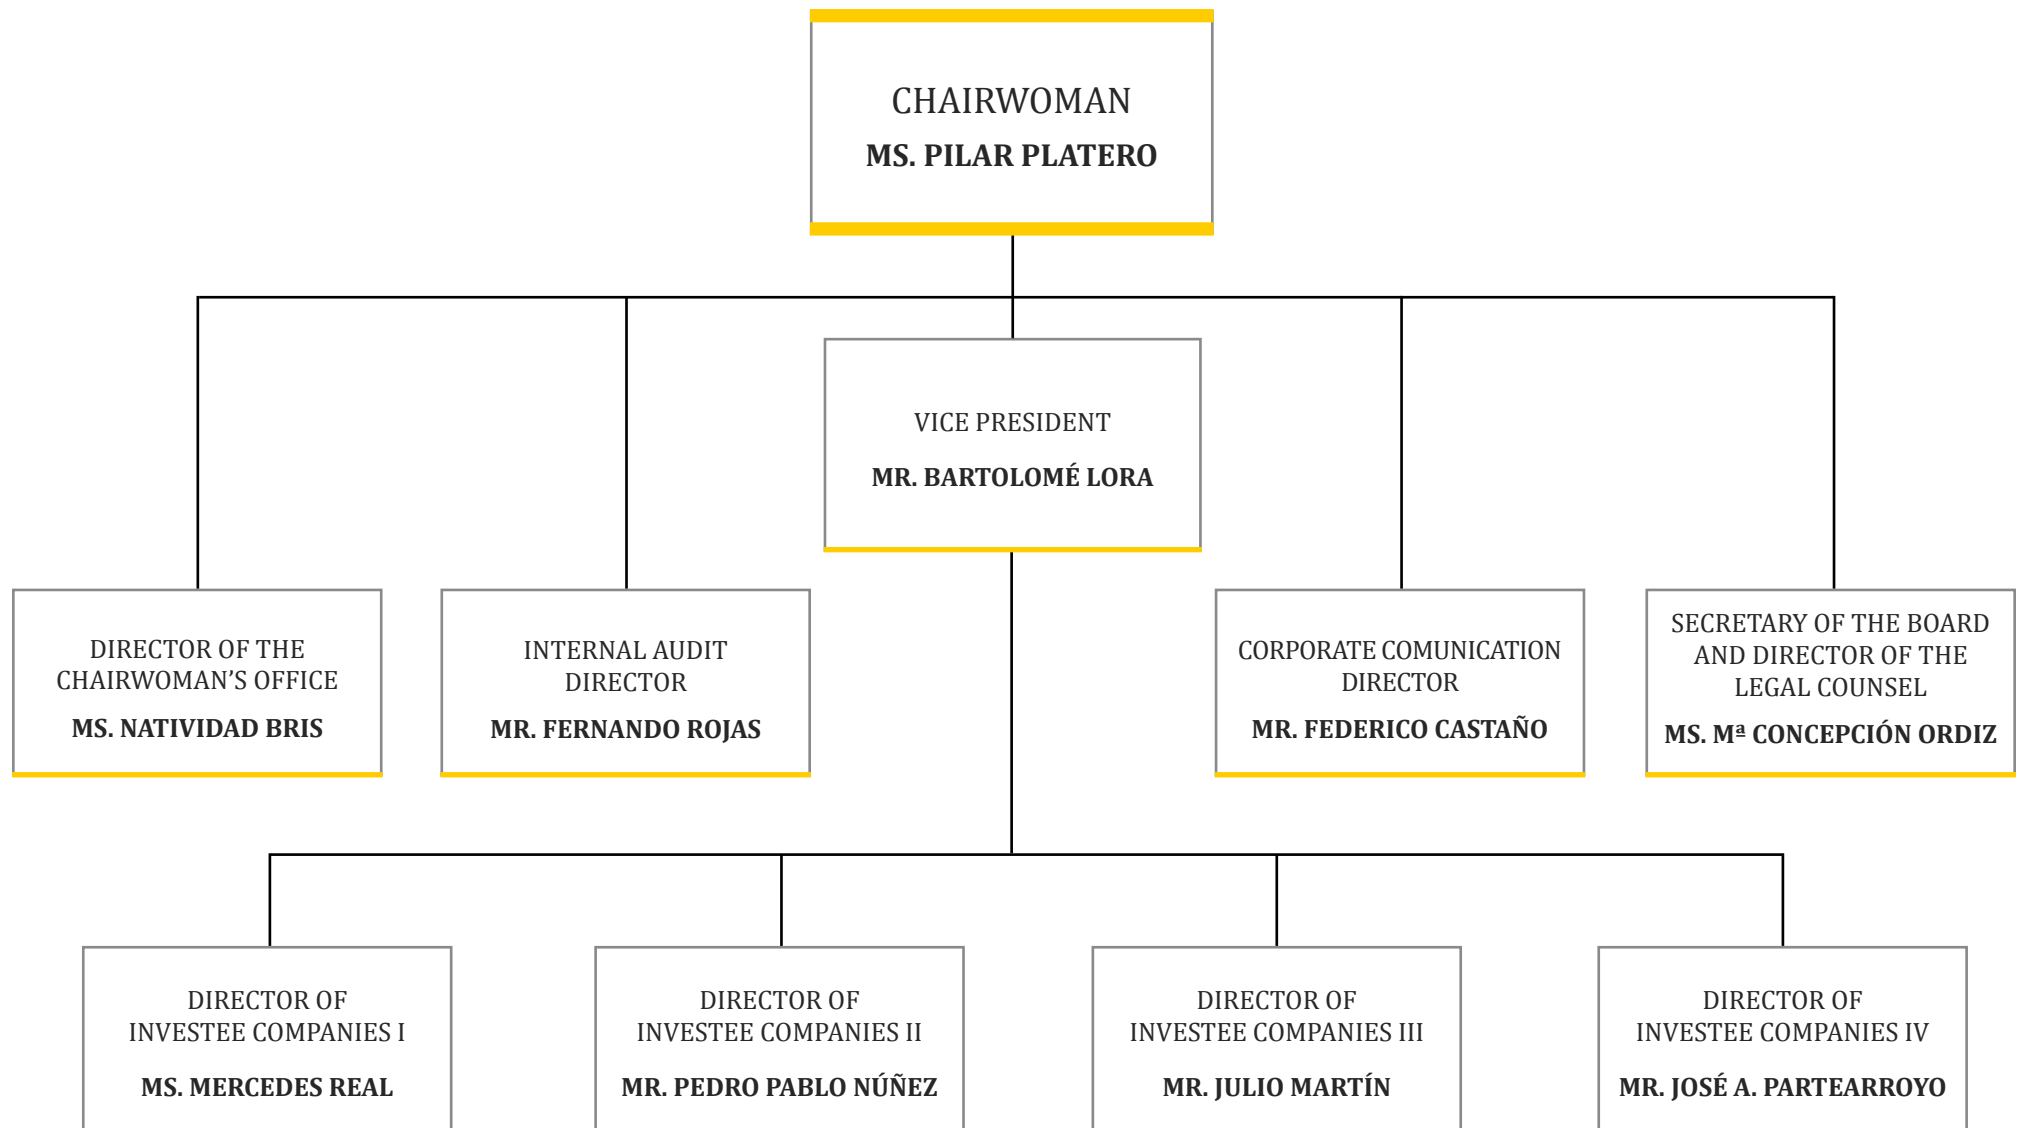 CHAIRWOMAN
MS. PILAR PLATERO
VICE PRESIDENT
MR. BARTOLOMÉ LORA
DIRECTOR OF THE
CHAIRWOMAN’S OFFICE
MS. NATIVIDAD BRIS
INTERNAL AUDIT
DIRECTOR
MR. FERNANDO ROJAS
CORPORATE COMUNICATION
DIRECTOR
MR. FEDERICO CASTAÑO
SECRETARY OF THE BOARD
AND DIRECTOR OF THE
LEGAL COUNSEL
MS. Mª CONCEPCIÓN ORDIZ
DIRECTOR OF
INVESTEE COMPANIES I
MS. MERCEDES REAL
DIRECTOR OF
INVESTEE COMPANIES II
MR. PEDRO PABLO NÚÑEZ
DIRECTOR OF
INVESTEE COMPANIES III
MR. JULIO MARTÍN
DIRECTOR OF
INVESTEE COMPANIES IV
MR. JOSÉ A. PARTEARROYO